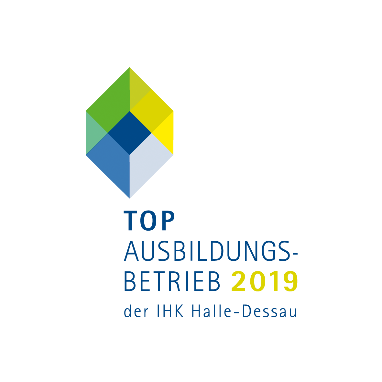 TOP
AUSBILDUNGS-
BETRIEB 2019
der IHK Halle-Dessau